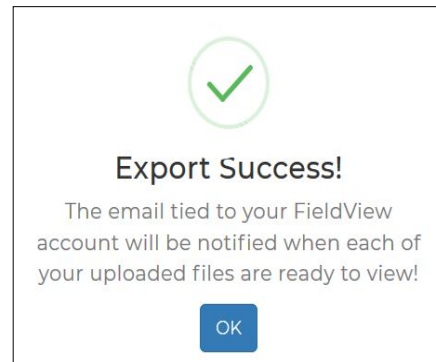 Export Success!
The email tied to your FieldView
account will be notified when each of
your uploaded files are ready to view!
OK